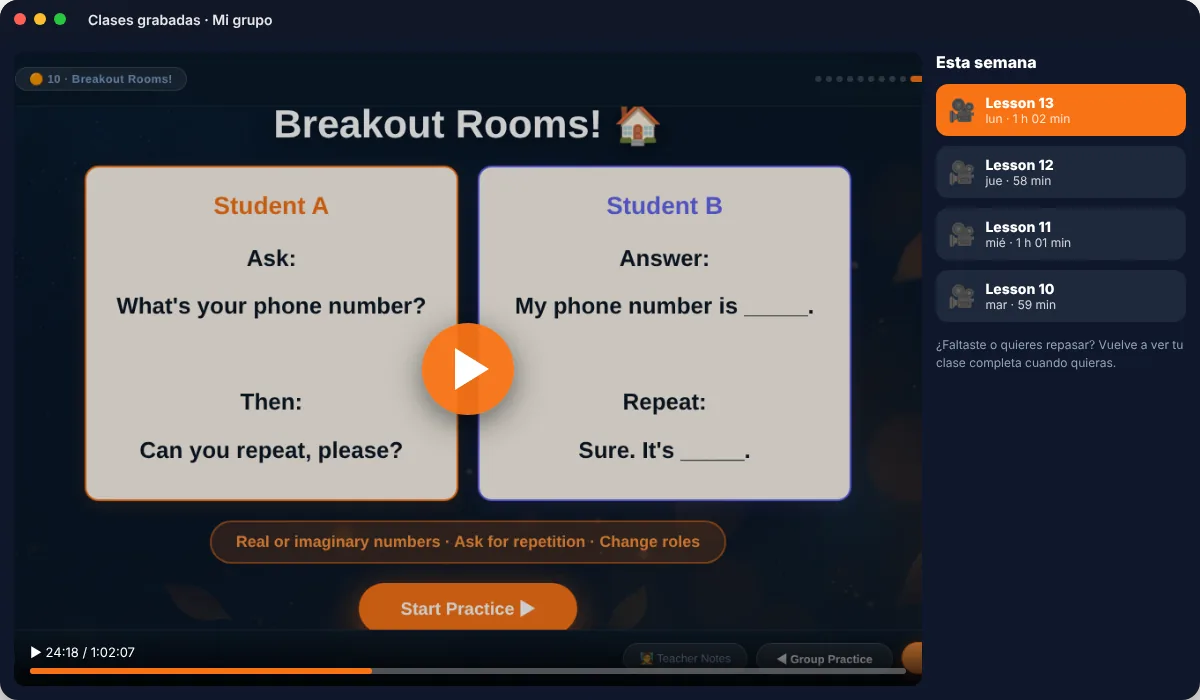 Clases grabadas · Mi grupo
10 · Breakout Rooms!
Breakout Rooms!
Student A
Ask:
What's your phone number?
Then:
Can you repeat, please?
Student B
Answer:
My phone number is _____.
Repeat:
Sure. It's _____.
Real or imaginary numbers · Ask for repetition · Change roles
Start Practice ▶
▶ 24:18 / 1:02:07
Teacher Notes
◀ Group Practice
Esta semana
Lesson 13
lun · 1 h 02 min
Lesson 12
jue · 58 min
Lesson 11
mié · 1 h 01 min
Lesson 10
mar · 59 min
¿Faltaste o quieres repasar? Vuelve a ver tu
clase completa cuando quieras.